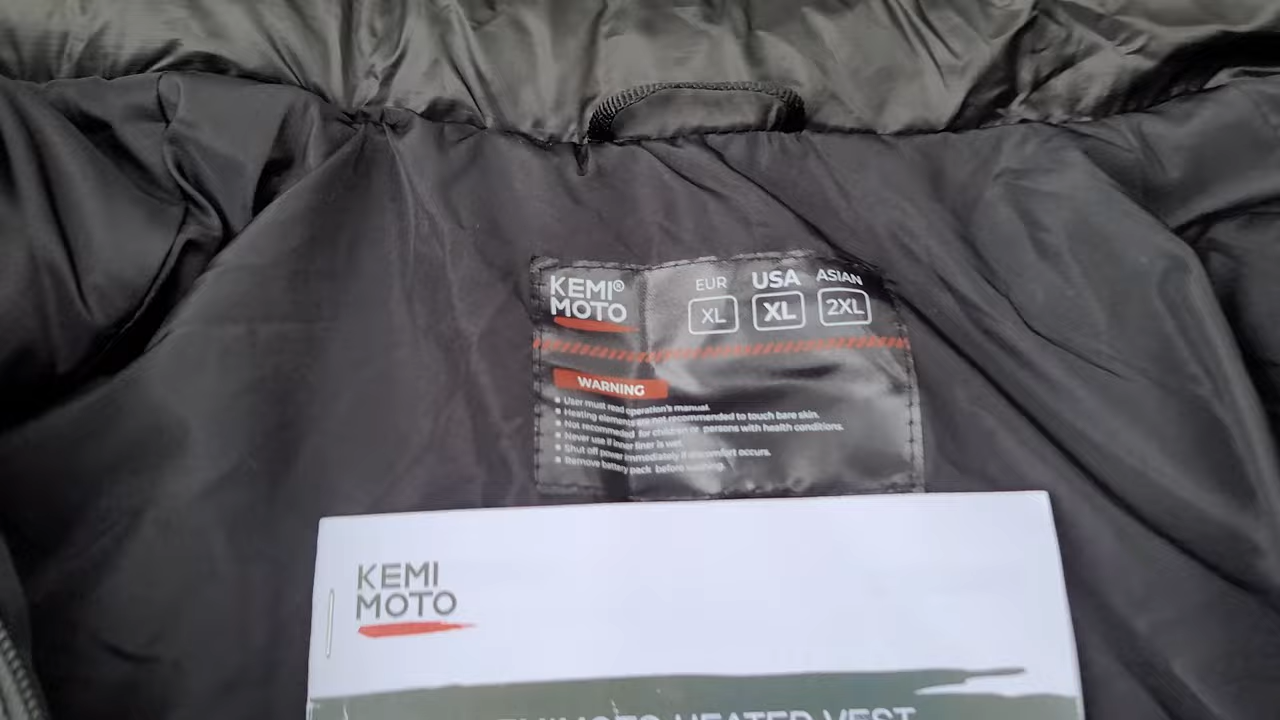 KEMI®
MOTO
EUR USA ASIAN
XL XL 2XL
WARNING
User must read operation's manual.
Heating elements are not recommended to touch bare skin.
Not recommeded for children or persons with health conditions.
Never use if inner liner is wet.
Shut off power immediately if discomfort occurs.
Remove battery pack before washing.
KEMI
MOTO
HEATED VEST